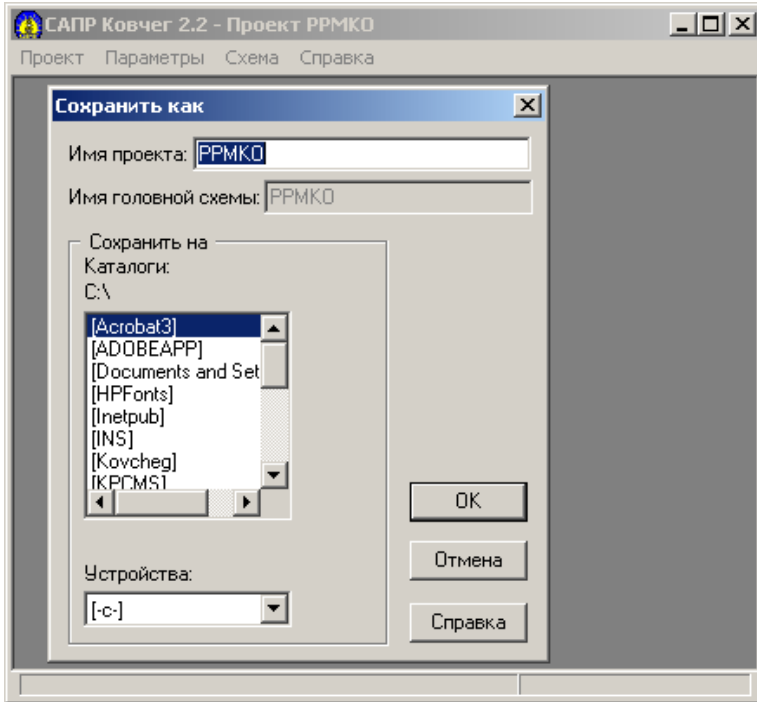 САПР Ковчег 2.2 - Проект PPMKO
Проект Параметры Схема Справка
Сохранить как
Имя проекта: PPMKO
Имя головной схемы: PPMKO
Сохранить на
Каталоги:
C:\
[Acrobat3]
[ADOBEAPP]
[Documents and Set
[HPFonts]
[Inetpub]
[INS]
[Kovcheg]
[KPCMS]
OK
Отмена
Устройства:
[-c-]
Справка